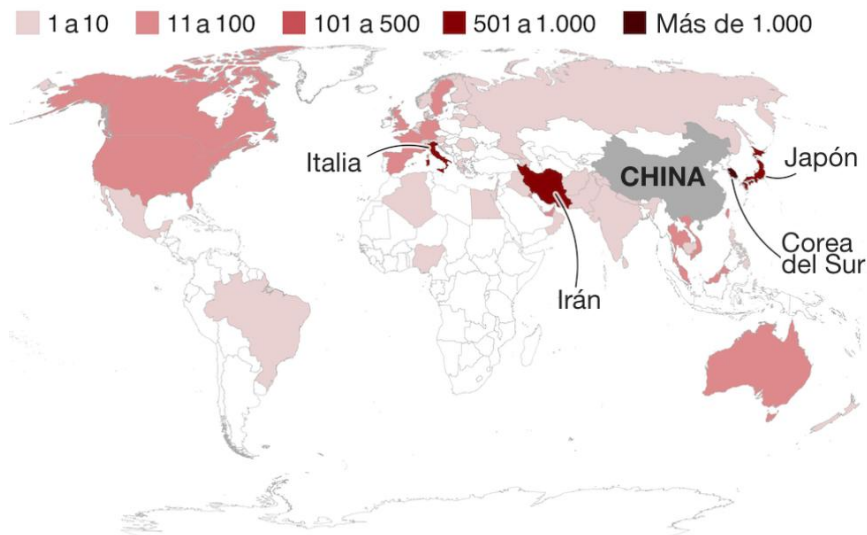 1 a 10 11 a 100 101 a 500 501 a 1.000 Más de 1.000
Italia
CHINA
Japón
Corea
del Sur
Irán